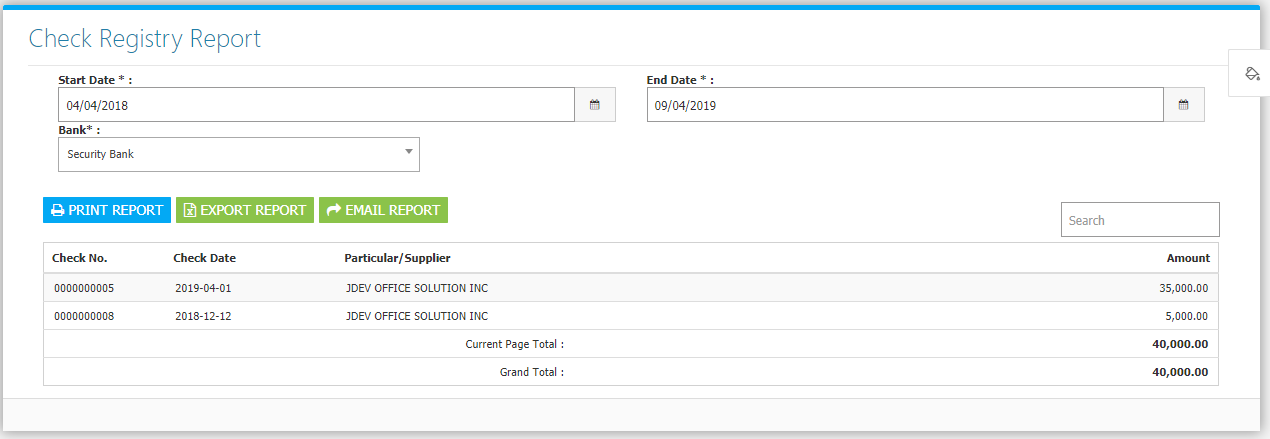 Check Registry Report
Start Date * : End Date * :
04/04/2018 09/04/2019
Bank* :
Security Bank
PRINT REPORT EXPORT REPORT EMAIL REPORT
Search
Check No. Check Date Particular/Supplier Amount
0000000005 2019-04-01 JDEV OFFICE SOLUTION INC 35,000.00
0000000008 2018-12-12 JDEV OFFICE SOLUTION INC 5,000.00
Current Page Total : 40,000.00
Grand Total : 40,000.00